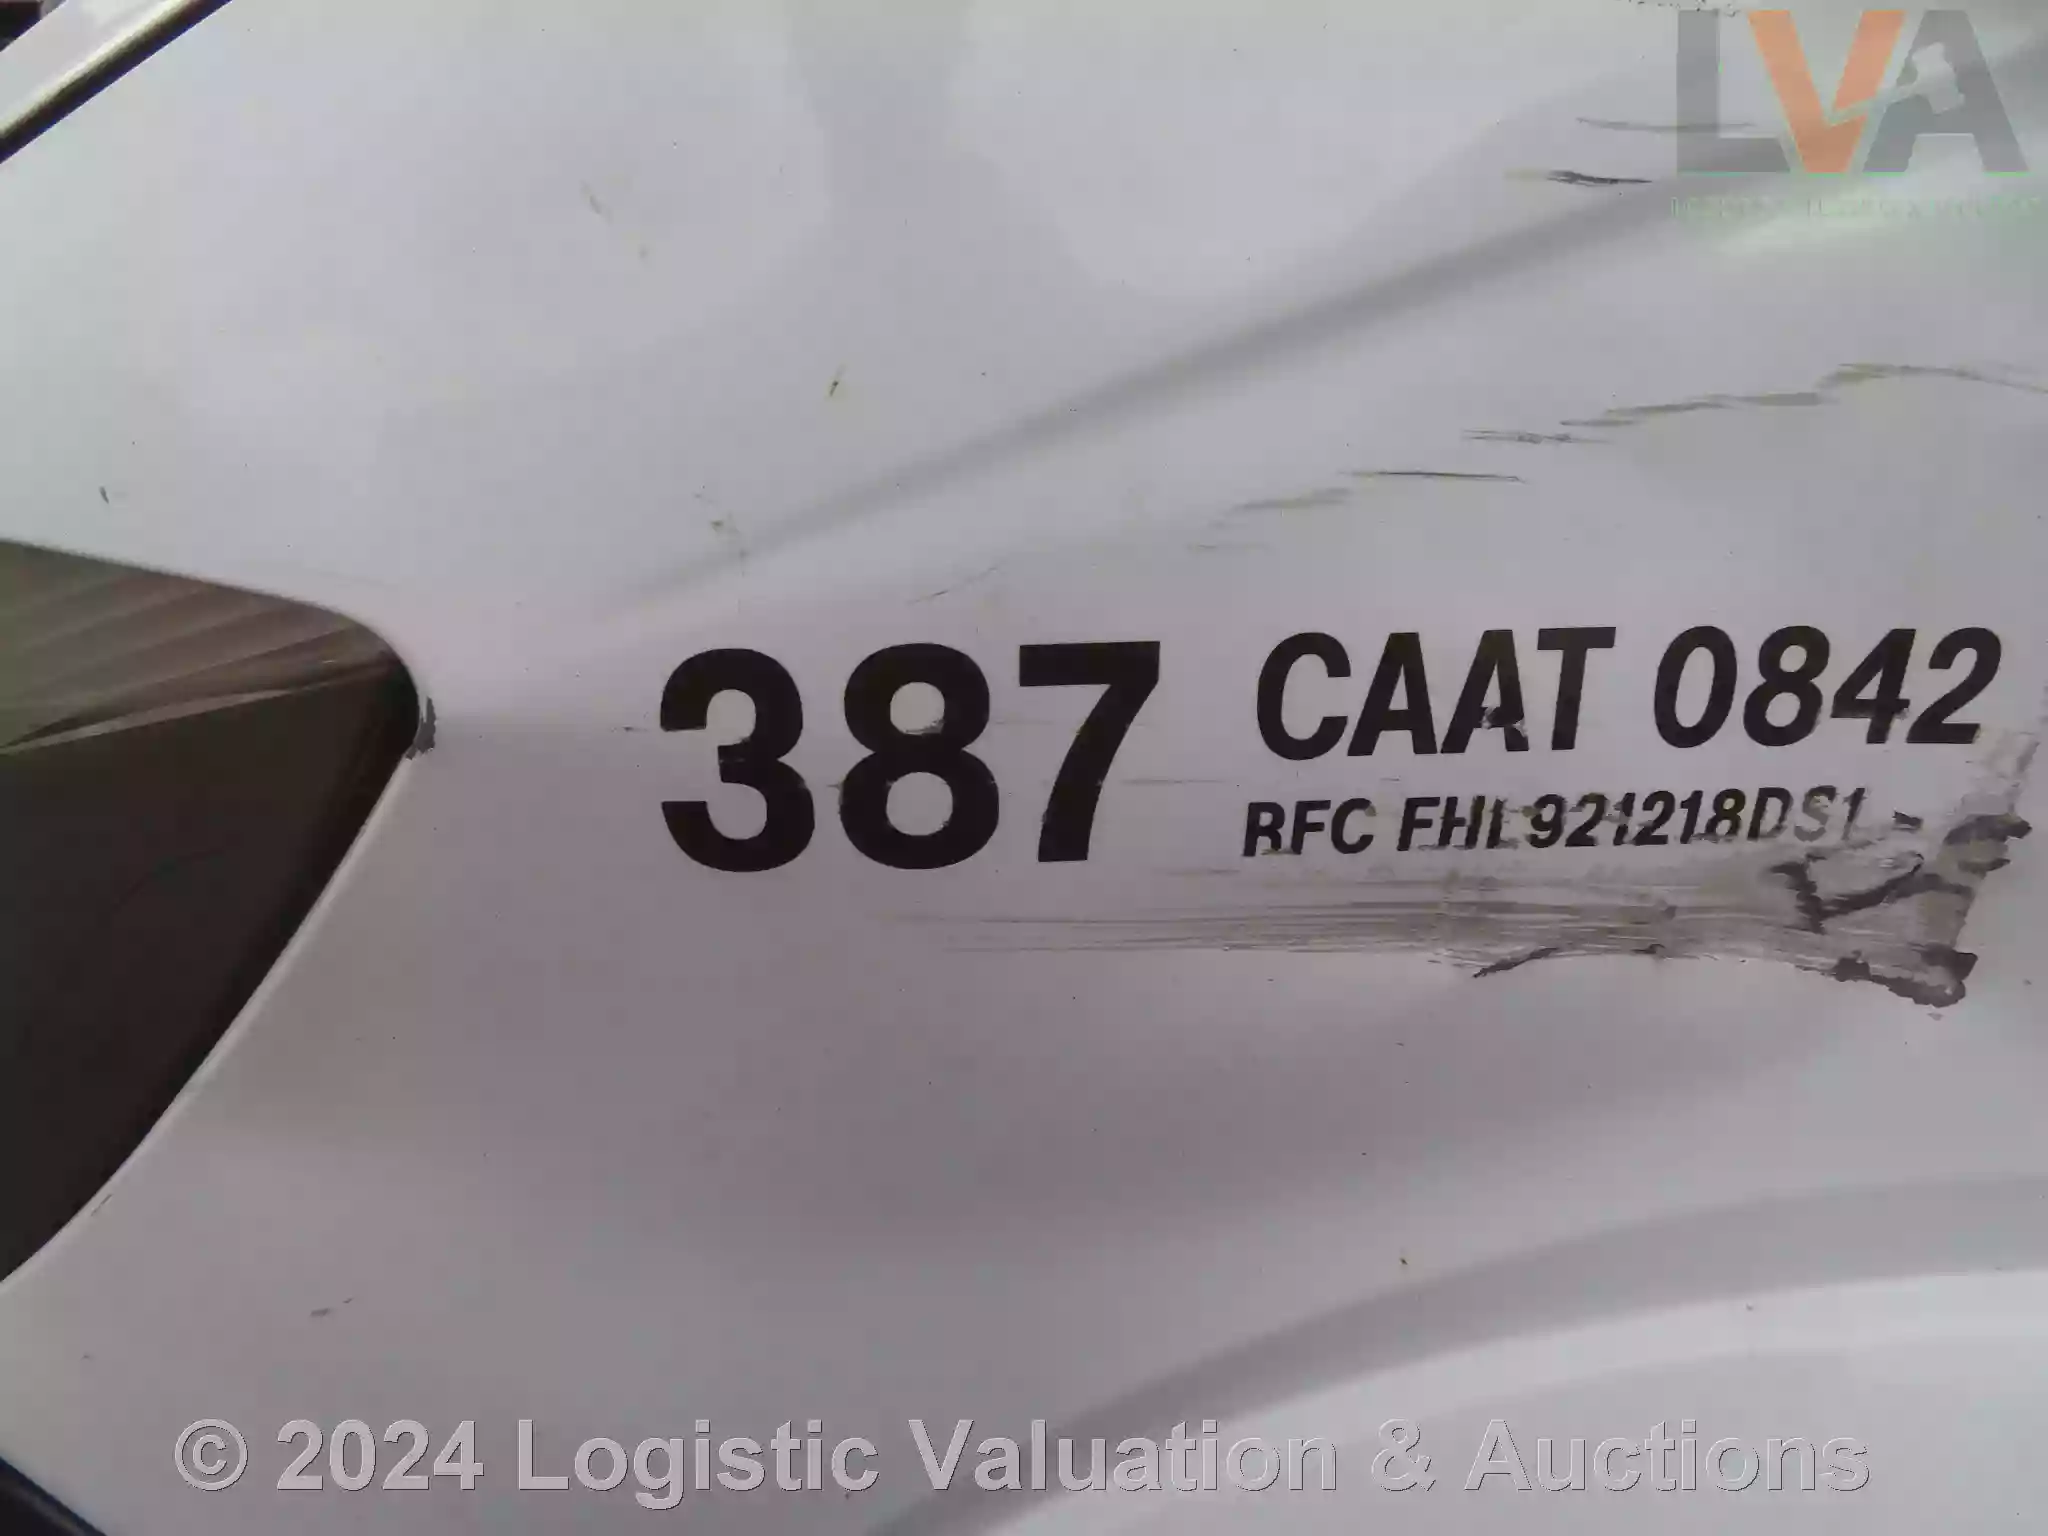 LVA
387 CAAT 0842
RFC FHL921218DS1
© 2024 Logistic Valuation & Auctions